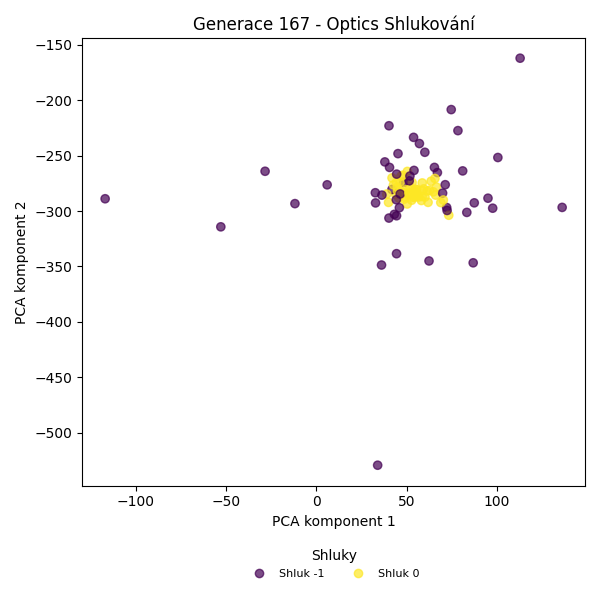 Generace 167 - Optics Shlukování
PCA komponent 2
−150
−200
−250
−300
−350
−400
−450
−500
−100
−50
0
50
100
PCA komponent 1
Shluky
Shluk -1
Shluk 0